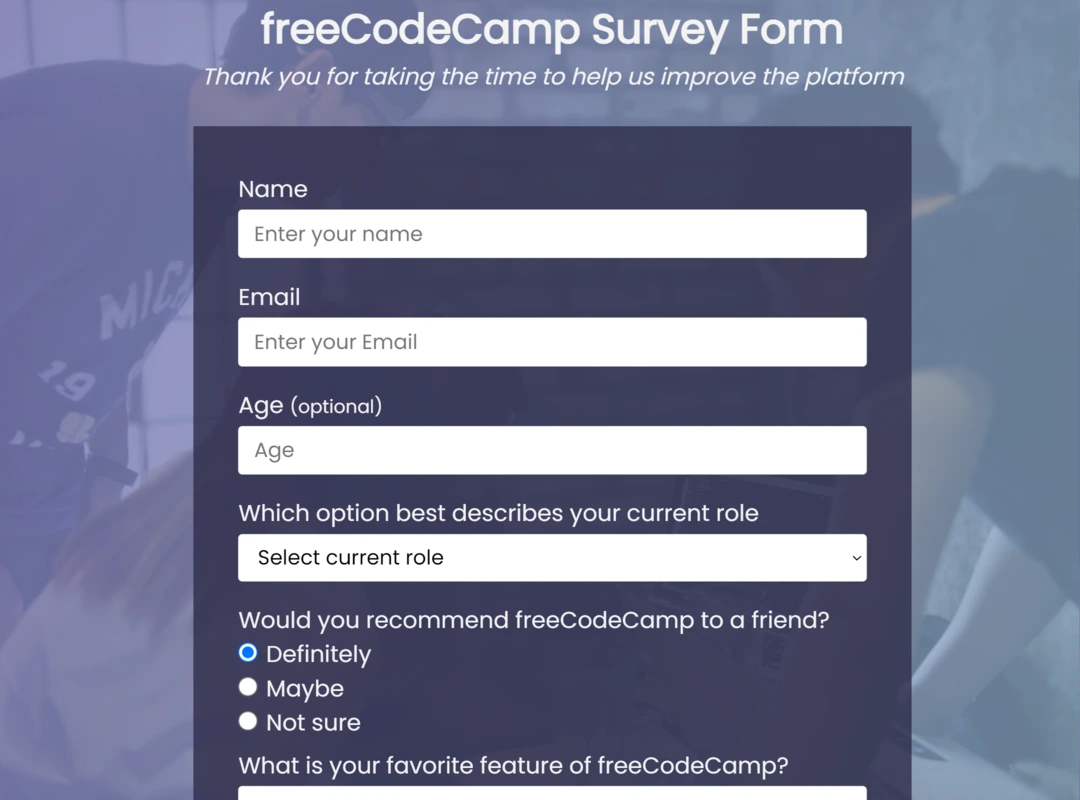 freeCodeCamp Survey Form
Thank you for taking the time to help us improve the platform
Name
Enter your name
Email
Enter your Email
Age (optional)
Age
Which option best describes your current role
Select current role
Would you recommend freeCodeCamp to a friend?
Definitely
Maybe
Not sure
What is your favorite feature of freeCodeCamp?
MICH
19